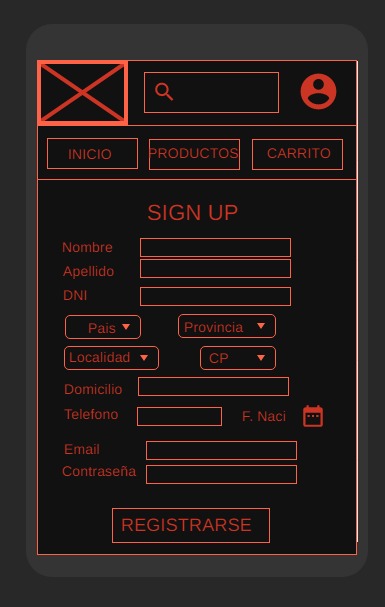 INICIO PRODUCTOS CARRITO
SIGN UP
Nombre
Apellido
DNI
Pais Provincia
Localidad CP
Domicilio
Telefono F. Naci
Email
Contraseña
REGISTRARSE